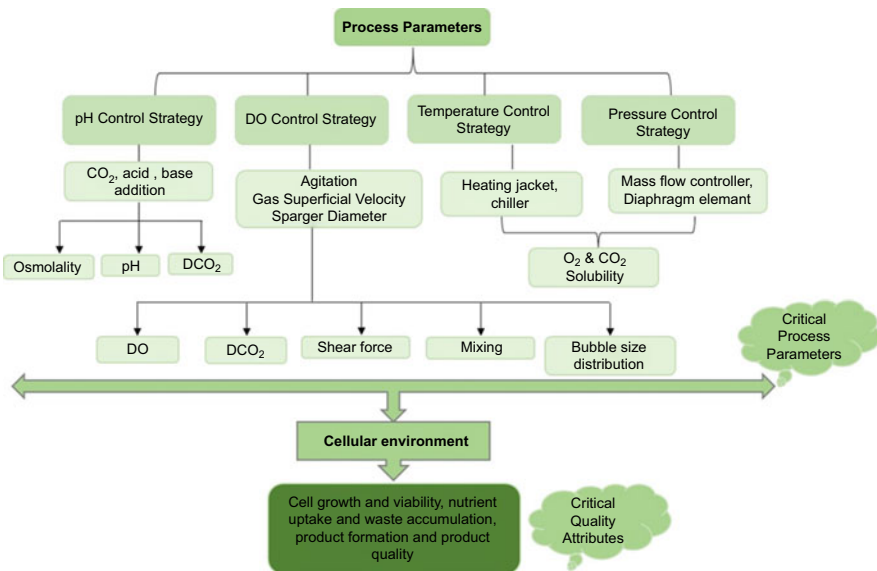 Process Parameters
pH Control Strategy
DO Control Strategy
Temperature Control
Strategy
Pressure Control
Strategy
CO₂, acid , base
addition
Agitation
Gas Superficial Velocity
Sparger Diameter
Heating jacket,
chiller
Mass flow controller,
Diaphragm elemant
Osmolality
pH
DCO₂
O₂ & CO₂
Solubility
DO
DCO₂
Shear force
Mixing
Bubble size
distribution
Critical
Process
Parameters
Cellular environment
Cell growth and viability, nutrient
uptake and waste accumulation,
product formation and product
quality
Critical
Quality
Attributes